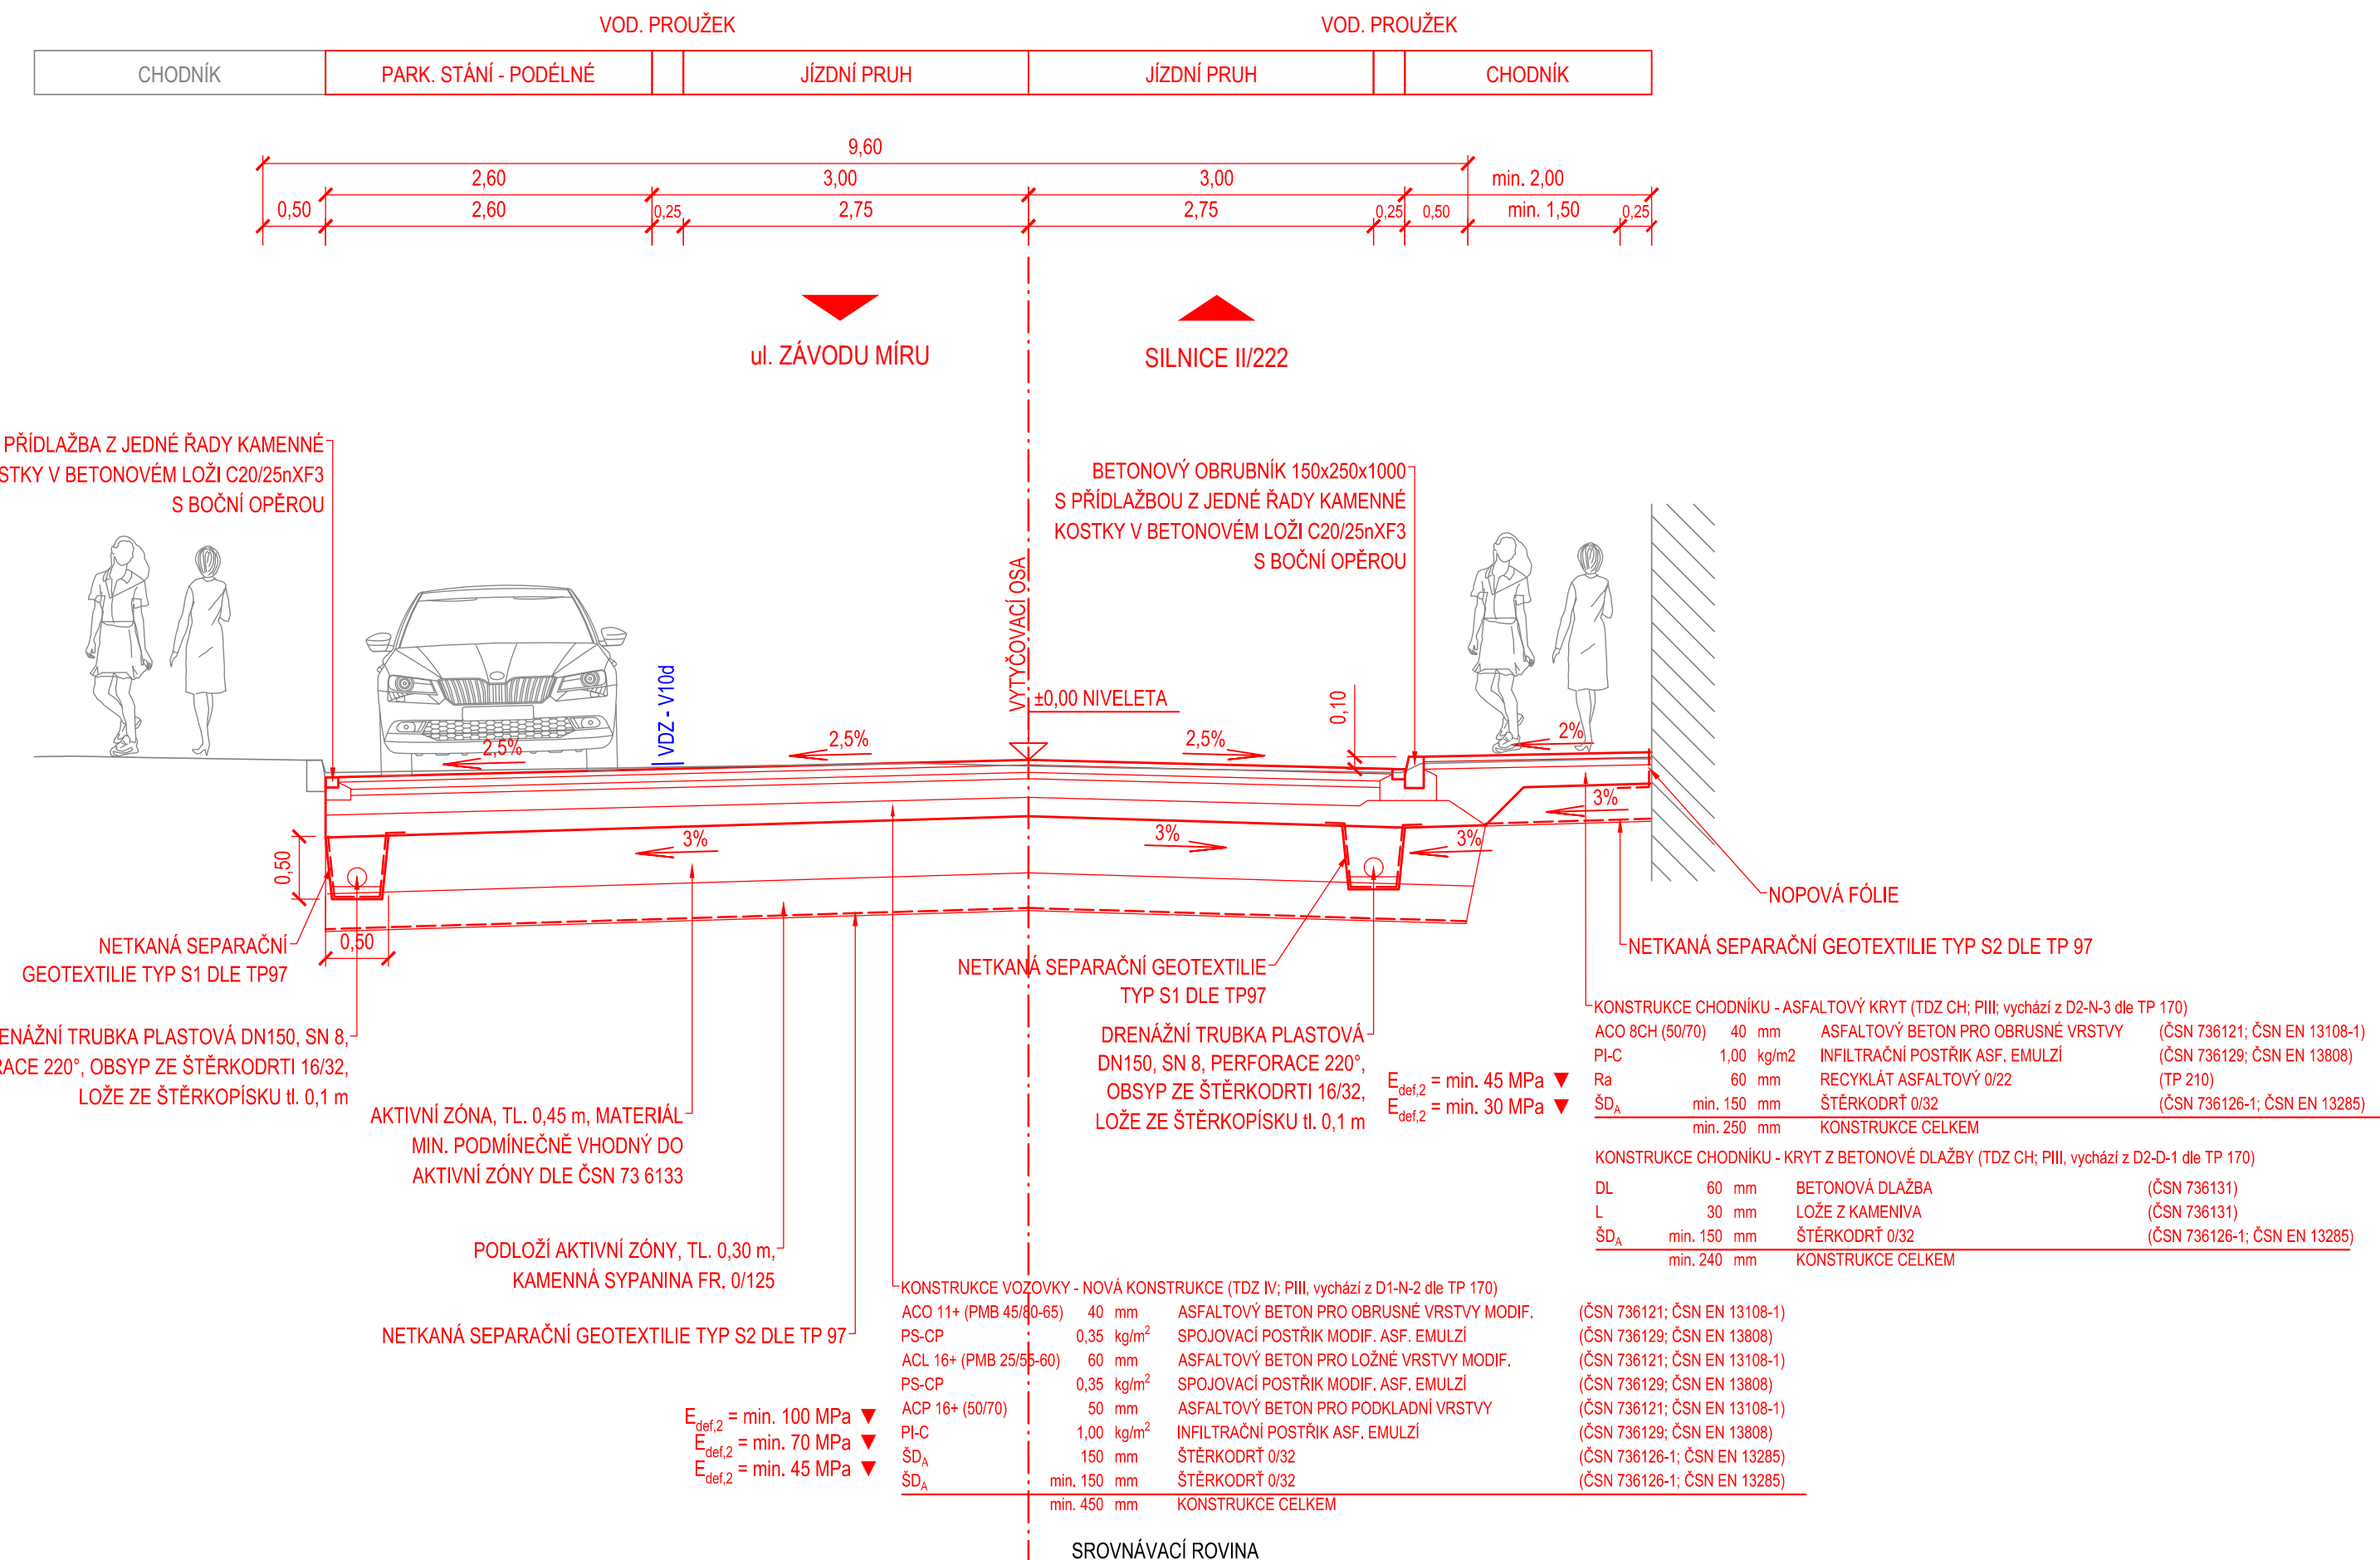 VOD. PROUŽEK
VOD. PROUŽEK
CHODNÍK
PARK. STÁNÍ - PODÉLNÉ
JÍZDNÍ PRUH
JÍZDNÍ PRUH
CHODNÍK
9,60
2,60
3,00
3,00
min. 2,00
0,50
2,60
0,25
2,75
2,75
0,25
0,50
min. 1,50
0,25
ul. ZÁVODU MÍRU
SILNICE II/222
PŘÍDLAŽBA Z JEDNÉ ŘADY KAMENNÉ
STKY V BETONOVÉM LOŽI C20/25nXF3
S BOČNÍ OPĚROU
BETONOVÝ OBRUBNÍK 150x250x1000
S PŘÍDLAŽBOU Z JEDNÉ ŘADY KAMENNÉ
KOSTKY V BETONOVÉM LOŽI C20/25nXF3
S BOČNÍ OPĚROU
VYTYČOVACÍ OSA
VDZ - V10d
±0,00 NIVELETA
0,10
2,5%
2,5%
2,5%
2%
3%
3%
3%
3%
0,50
0,50
NOPOVÁ FÓLIE
NETKANÁ SEPARAČNÍ
GEOTEXTILIE TYP S1 DLE TP97
NETKANÁ SEPARAČNÍ GEOTEXTILIE
TYP S1 DLE TP97
NETKANÁ SEPARAČNÍ GEOTEXTILIE TYP S2 DLE TP 97
ENÁŽNÍ TRUBKA PLASTOVÁ DN150, SN 8,
RACE 220°, OBSYP ZE ŠTĚRKODRTI 16/32,
LOŽE ZE ŠTĚRKOPÍSKU tl. 0,1 m
DRENÁŽNÍ TRUBKA PLASTOVÁ
DN150, SN 8, PERFORACE 220°,
OBSYP ZE ŠTĚRKODRTI 16/32,
LOŽE ZE ŠTĚRKOPÍSKU tl. 0,1 m
KONSTRUKCE CHODNÍKU - ASFALTOVÝ KRYT (TDZ CH; PIII; vychází z D2-N-3 dle TP 170)
ACO 8CH (50/70) 40 mm ASFALTOVÝ BETON PRO OBRUSNÉ VRSTVY (ČSN 736121; ČSN EN 13108-1)
PI-C 1,00 kg/m2 INFILTRAČNÍ POSTŘIK ASF. EMULZÍ (ČSN 736129; ČSN EN 13808)
Edef,2 = min. 45 MPa ▼ Ra 60 mm RECYKLÁT ASFALTOVÝ 0/22 (TP 210)
Edef,2 = min. 30 MPa ▼ ŠDA min. 150 mm ŠTĚRKODRŤ 0/32 (ČSN 736126-1; ČSN EN 13285)
min. 250 mm KONSTRUKCE CELKEM
KONSTRUKCE CHODNÍKU - KRYT Z BETONOVÉ DLAŽBY (TDZ CH; PIII, vychází z D2-D-1 dle TP 170)
DL 60 mm BETONOVÁ DLAŽBA (ČSN 736131)
L 30 mm LOŽE Z KAMENIVA (ČSN 736131)
ŠDA min. 150 mm ŠTĚRKODRŤ 0/32 (ČSN 736126-1; ČSN EN 13285)
min. 240 mm KONSTRUKCE CELKEM
AKTIVNÍ ZÓNA, TL. 0,45 m, MATERIÁL
MIN. PODMÍNEČNĚ VHODNÝ DO
AKTIVNÍ ZÓNY DLE ČSN 73 6133
PODLOŽÍ AKTIVNÍ ZÓNY, TL. 0,30 m,
KAMENNÁ SYPANINA FR. 0/125
NETKANÁ SEPARAČNÍ GEOTEXTILIE TYP S2 DLE TP 97
KONSTRUKCE VOZOVKY - NOVÁ KONSTRUKCE (TDZ IV; PIII, vychází z D1-N-2 dle TP 170)
ACO 11+ (PMB 45/80-65) 40 mm ASFALTOVÝ BETON PRO OBRUSNÉ VRSTVY MODIF. (ČSN 736121; ČSN EN 13108-1)
PS-CP 0,35 kg/m² SPOJOVACÍ POSTŘIK MODIF. ASF. EMULZÍ (ČSN 736129; ČSN EN 13808)
ACL 16+ (PMB 25/55-60) 60 mm ASFALTOVÝ BETON PRO LOŽNÉ VRSTVY MODIF. (ČSN 736121; ČSN EN 13108-1)
PS-CP 0,35 kg/m² SPOJOVACÍ POSTŘIK MODIF. ASF. EMULZÍ (ČSN 736129; ČSN EN 13808)
Edef,2 = min. 100 MPa ▼ ACP 16+ (50/70) 50 mm ASFALTOVÝ BETON PRO PODKLADNÍ VRSTVY (ČSN 736121; ČSN EN 13108-1)
Edef,2 = min. 70 MPa ▼ PI-C 1,00 kg/m² INFILTRAČNÍ POSTŘIK ASF. EMULZÍ (ČSN 736129; ČSN EN 13808)
Edef,2 = min. 45 MPa ▼ ŠDA 150 mm ŠTĚRKODRŤ 0/32 (ČSN 736126-1; ČSN EN 13285)
ŠDA min. 150 mm ŠTĚRKODRŤ 0/32 (ČSN 736126-1; ČSN EN 13285)
min. 450 mm KONSTRUKCE CELKEM
SROVNÁVACÍ ROVINA